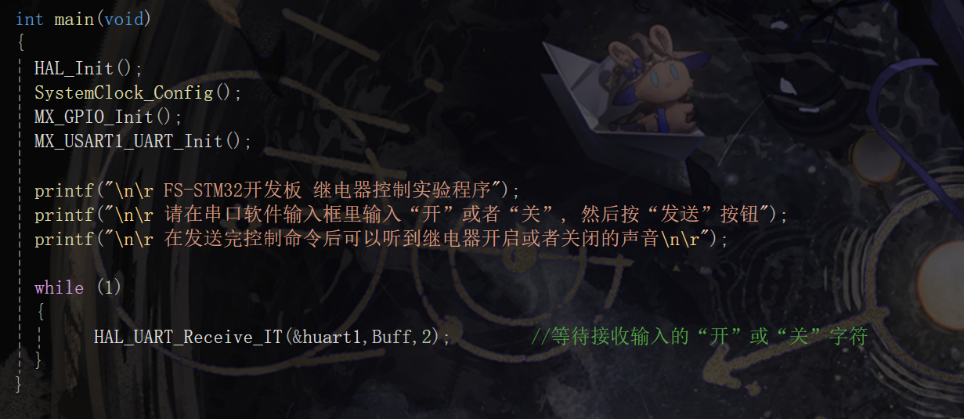 int main(void)
{
HAL_Init();
SystemClock_Config();
MX_GPIO_Init();
MX_USART1_UART_Init();
printf("\n\r FS-STM32开发板 继电器控制实验程序");
printf("\n\r 请在串口软件输入框里输入“开”或者“关”, 然后按“发送”按钮");
printf("\n\r 在发送完控制命令后可以听到继电器开启或者关闭的声音\n\r");
while (1)
{
HAL_UART_Receive_IT(&huart1,Buff,2); //等待接收输入的“开”或“关”字符
}
}